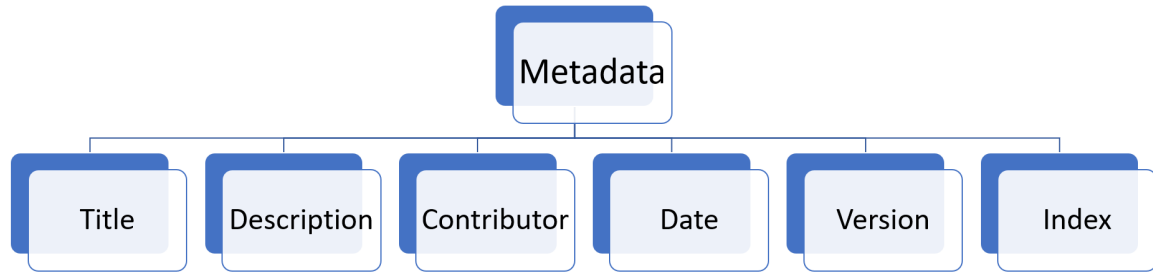 Metadata
Title
Description
Contributor
Date
Version
Index